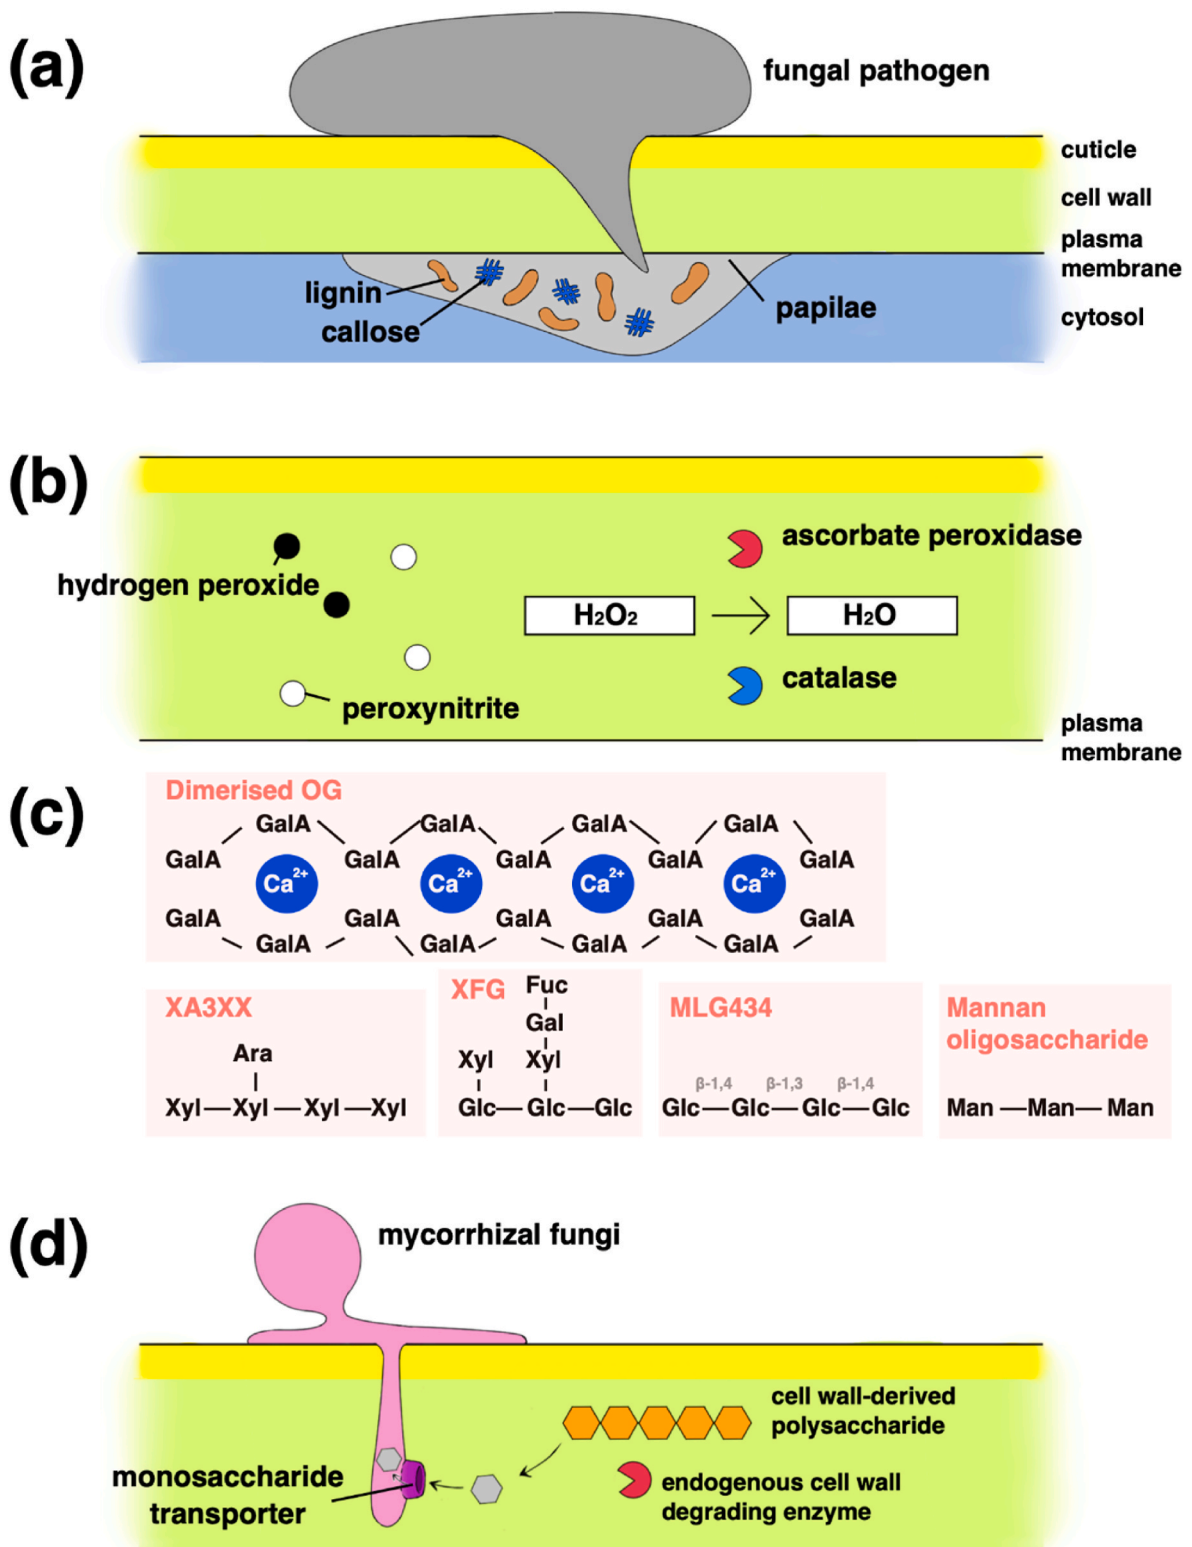 (a)
fungal pathogen
cuticle
cell wall
plasma
membrane
lignin
callose
papilae
cytosol
(b)
ascorbate peroxidase
hydrogen peroxide
H2O2
H2O
catalase
peroxynitrite
plasma
membrane
(c)
Dimerised OG
GalA GalA GalA GalA
GalA GalA GalA GalA GalA
Ca2+ Ca2+ Ca2+ Ca2+
GalA GalA GalA GalA GalA
GalA GalA GalA GalA
XA3XX
Ara
Xyl Xyl Xyl Xyl
XFG
Fuc
Gal
Xyl Xyl
Glc Glc Glc
MLG434
β-1,4 β-1,3 β-1,4
Glc Glc Glc Glc
Mannan
oligosaccharide
Man Man Man
(d)
mycorrhizal fungi
cell wall-derived
polysaccharide
monosaccharide
transporter
endogenous cell wall
degrading enzyme